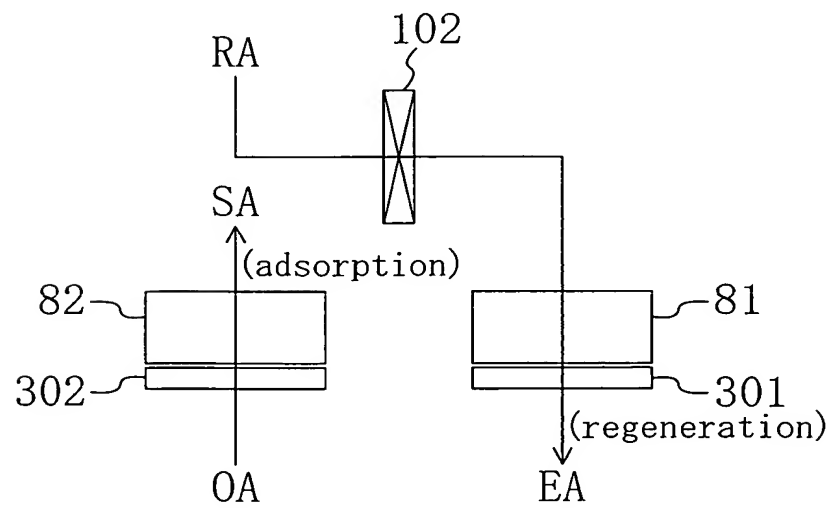 102
RA
SA
(adsorption)
82
81
302
301
(regeneration)
OA
EA